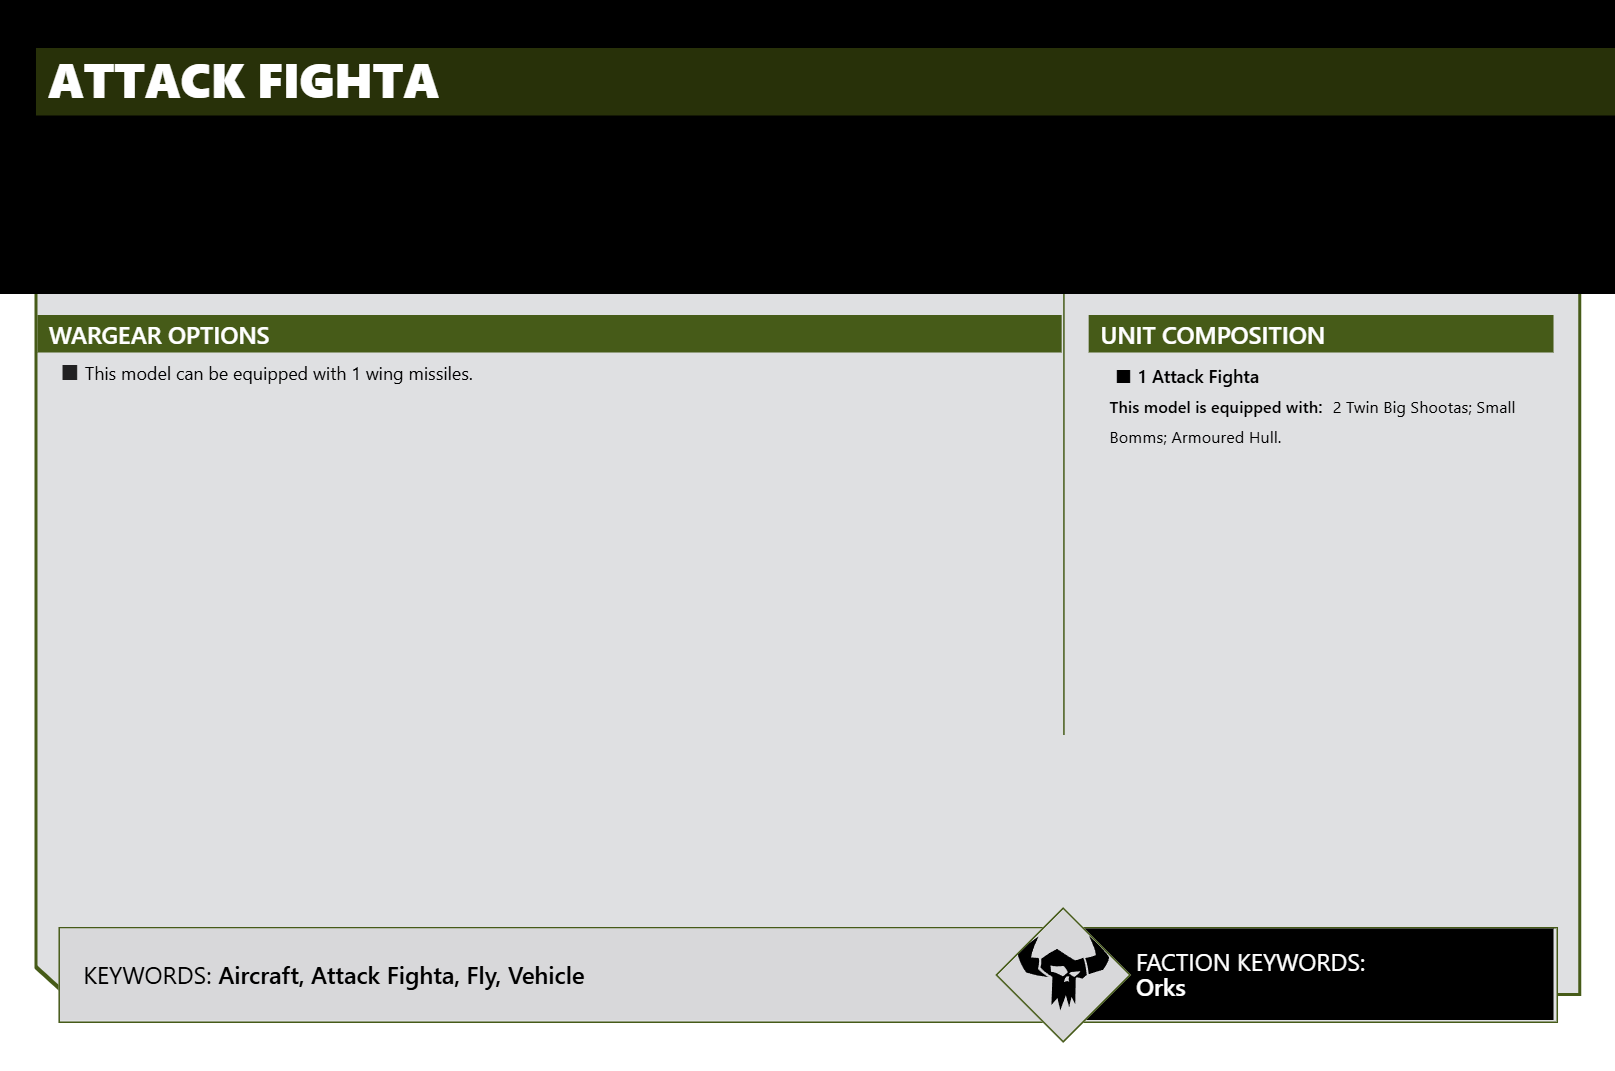 ATTACK FIGHTA
WARGEAR OPTIONS
■ This model can be equipped with 1 wing missiles.
UNIT COMPOSITION
■ 1 Attack Fighta
This model is equipped with: 2 Twin Big Shootas; Small
Bomms; Armoured Hull.
KEYWORDS: Aircraft, Attack Fighta, Fly, Vehicle
FACTION KEYWORDS:
Orks